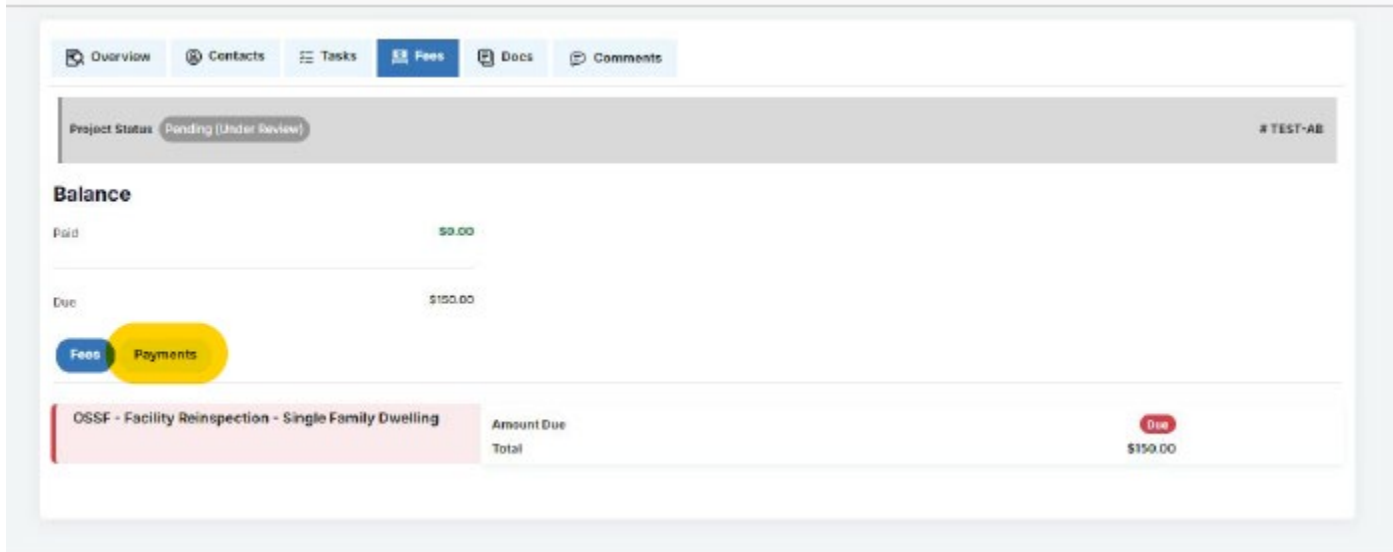 Overview Contacts Tasks Fees Docs Comments
Project Status Pending (Under Review) # TEST-AB
Balance
Paid $0.00
Due $150.00
Fees Payments
OSSF - Facility Reinspection - Single Family Dwelling
Amount Due Due
Total $150.00